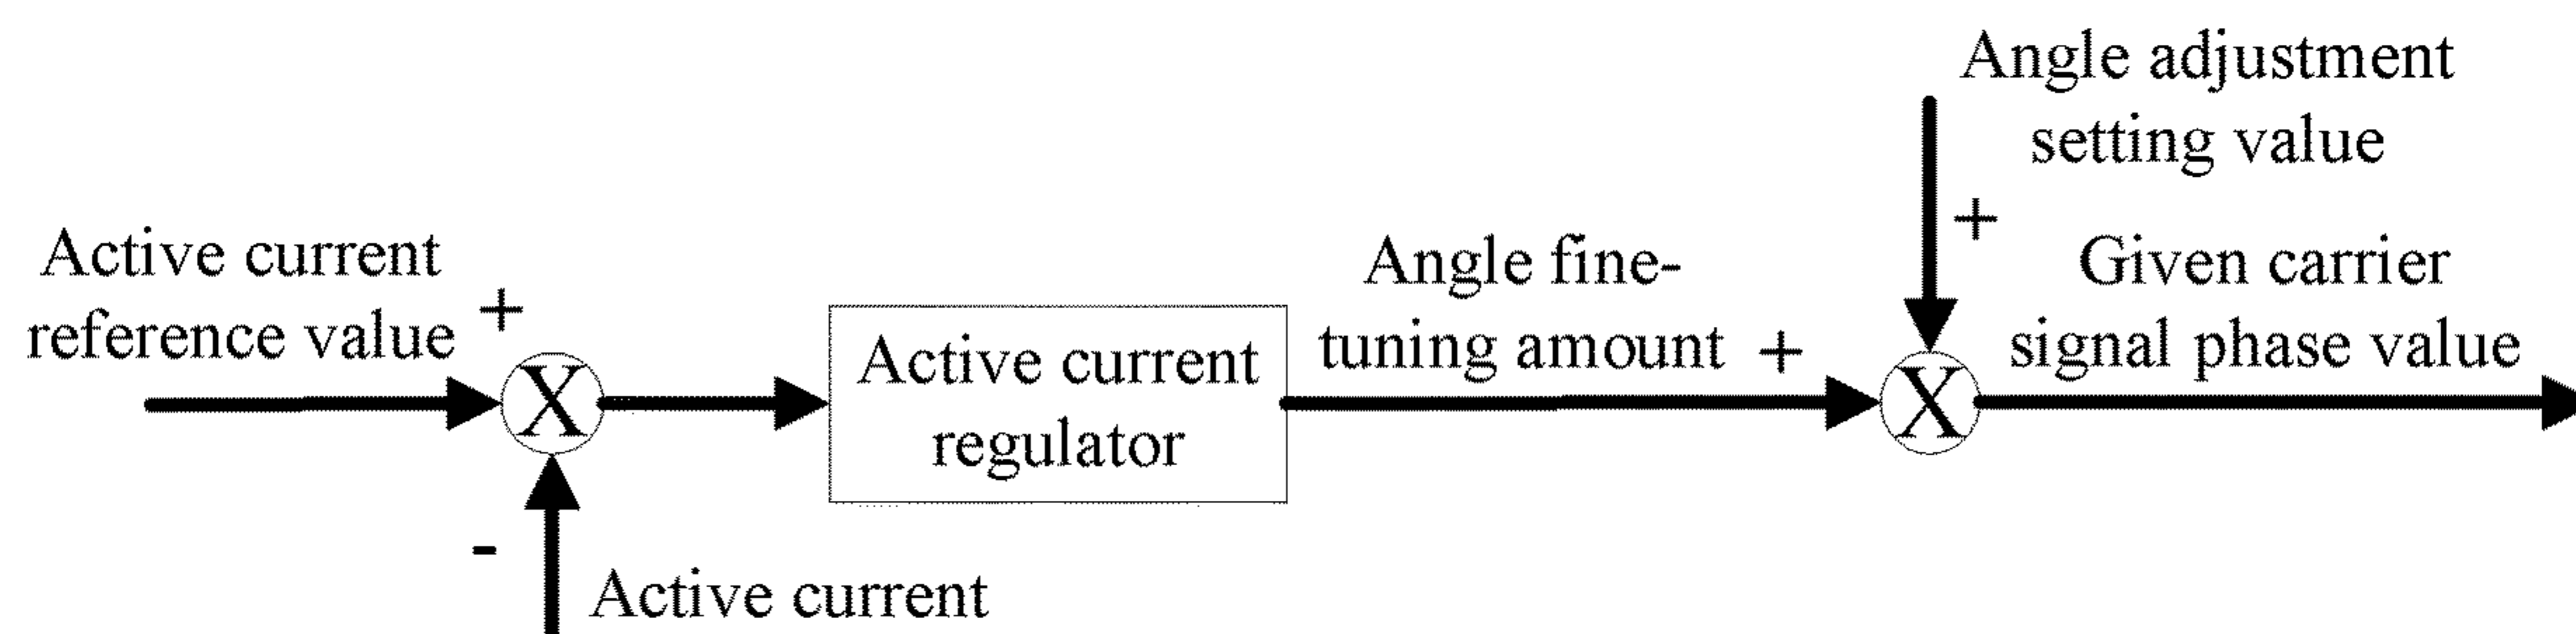 Active current
reference value
+
X
-
Active current
Active current
regulator
Angle fine-
tuning amount
+
X
Angle adjustment
setting value
+
Given carrier
signal phase value